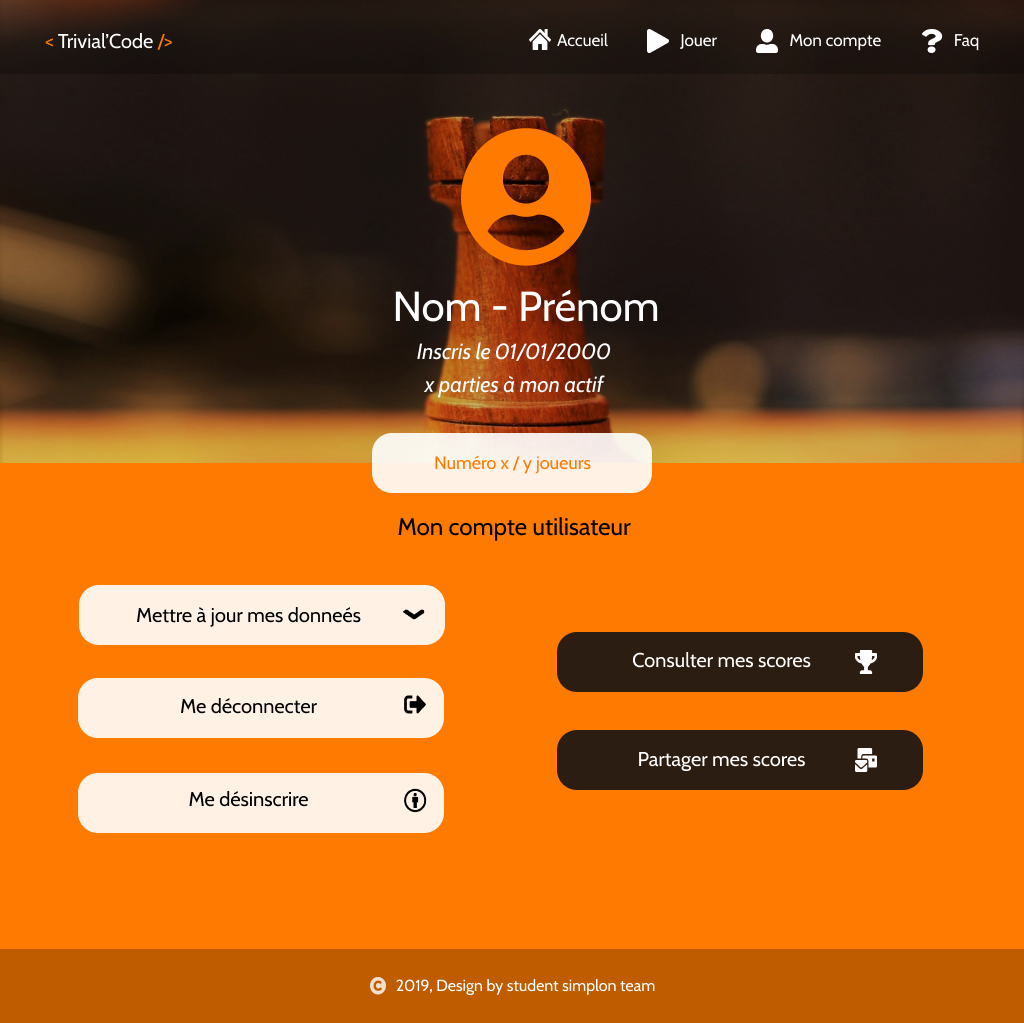 < Trivial'Code />
Accueil
Jouer
Mon compte
Faq
Nom - Prénom
Inscris le 01/01/2000
x parties à mon actif
Numéro x / y joueurs
Mon compte utilisateur
Mettre à jour mes donneés
Me déconnecter
Me désinscrire
Consulter mes scores
Partager mes scores
© 2019, Design by student simplon team